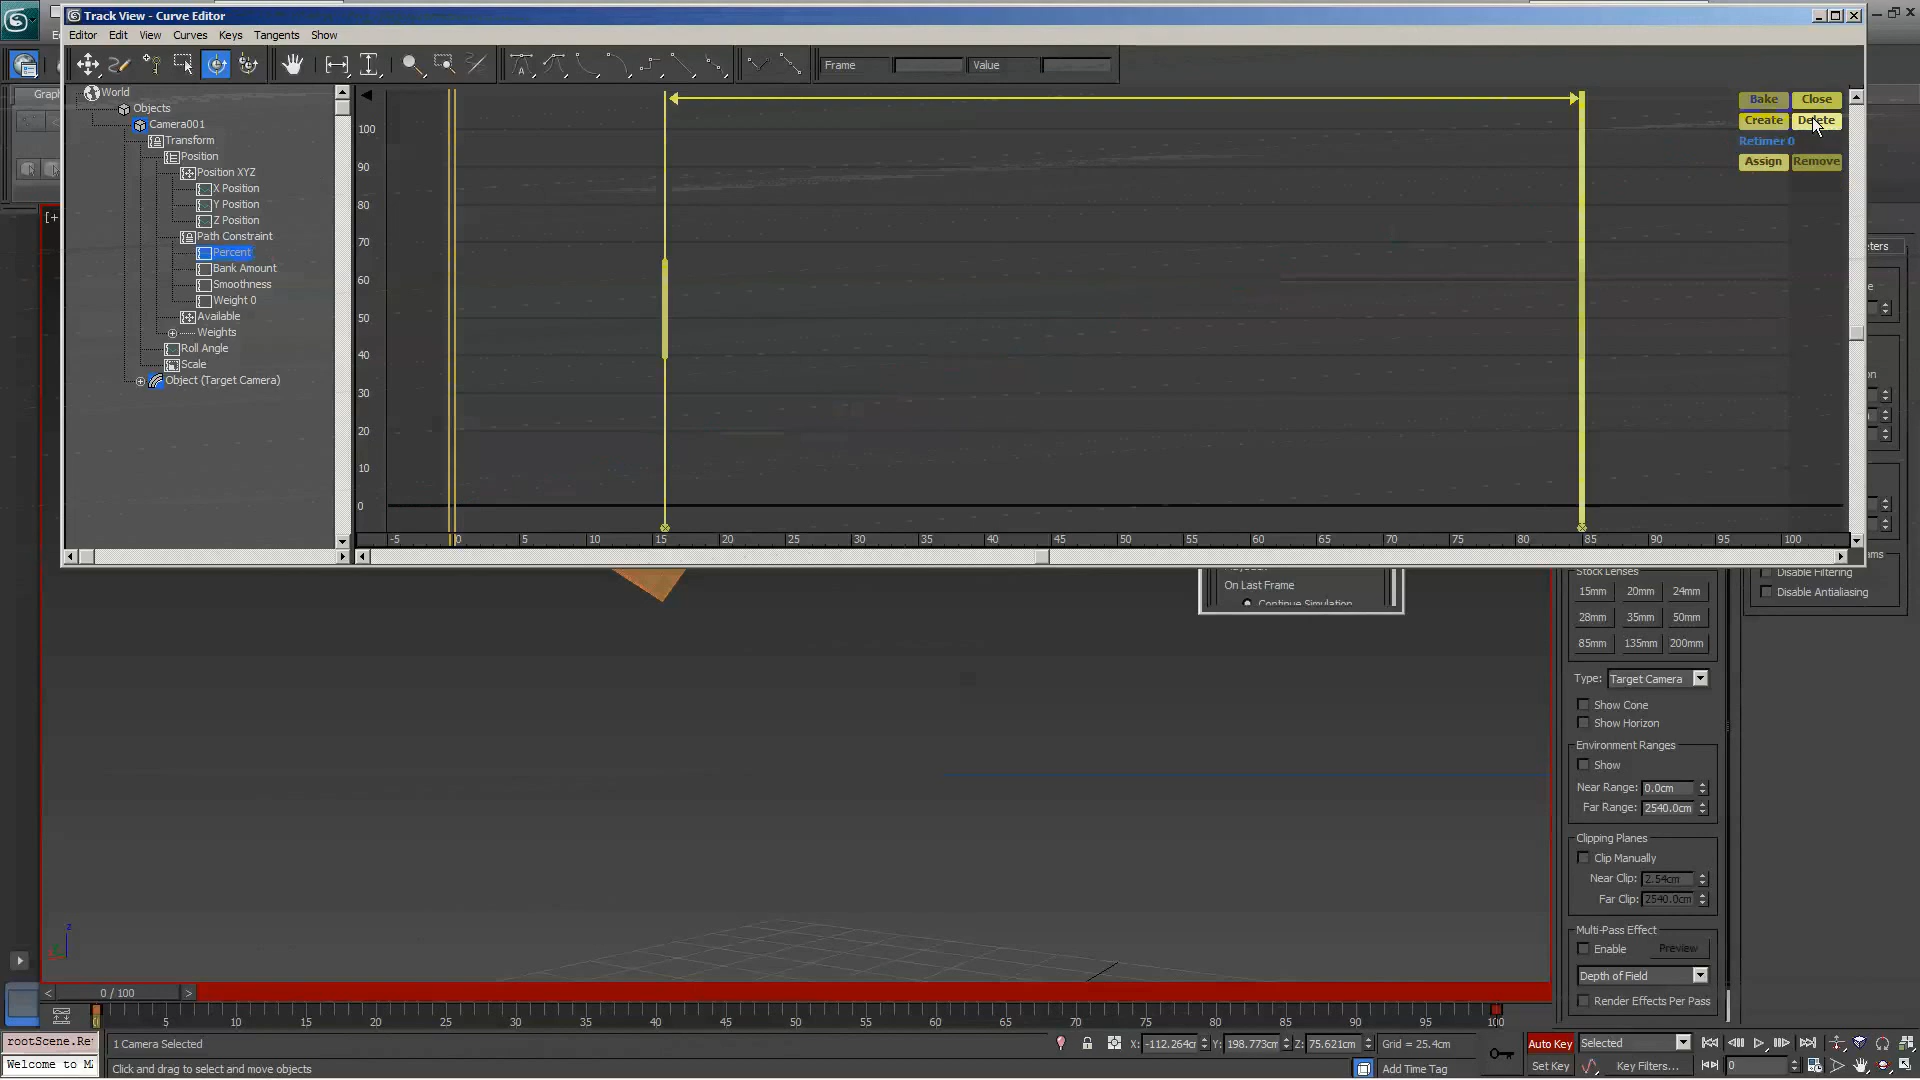 Track View - Curve Editor
Editor Edit View Curves Keys Tangents Show
Frame Value
Graph
World
Objects
Camera001
Transform
Position
Position XYZ
X Position
Y Position
Z Position
Path Constraint
Percent
Bank Amount
Smoothness
Weight 0
Available
Weights
Roll Angle
Scale
Object (Target Camera)
100
90
80
70
60
50
40
30
20
10
0
-5 0 5 10 15 20 25 30 35 40 45 50 55 60 65 70 75 80 85 90 95 100
Bake Close
Create Delete
Retimer 0
Assign Remove
[+
eters
On Last Frame
Continue Simulation
Stock Lenses
15mm 20mm 24mm
28mm 35mm 50mm
85mm 135mm 200mm
Type: Target Camera
Show Cone
Show Horizon
Environment Ranges
Show
Near Range: 0.0cm
Far Range: 2540.0cm
Clipping Planes
Clip Manually
Near Clip: 2.54cm
Far Clip: 2540.0cm
Multi-Pass Effect
Enable Preview
Depth of Field
Render Effects Per Pass
ams
Disable Filtering
Disable Antialiasing
z
< 0 / 100 >
5 10 15 20 25 30 35 40 45 50 55 60 65 70 75 80 85 90 95 100
rootScene.Re
1 Camera Selected
X: -112.264cm Y: 198.773cm Z: 75.621cm Grid = 25.4cm
Auto Key Selected
Welcome to M
Click and drag to select and move objects
Add Time Tag
Set Key Key Filters... 0